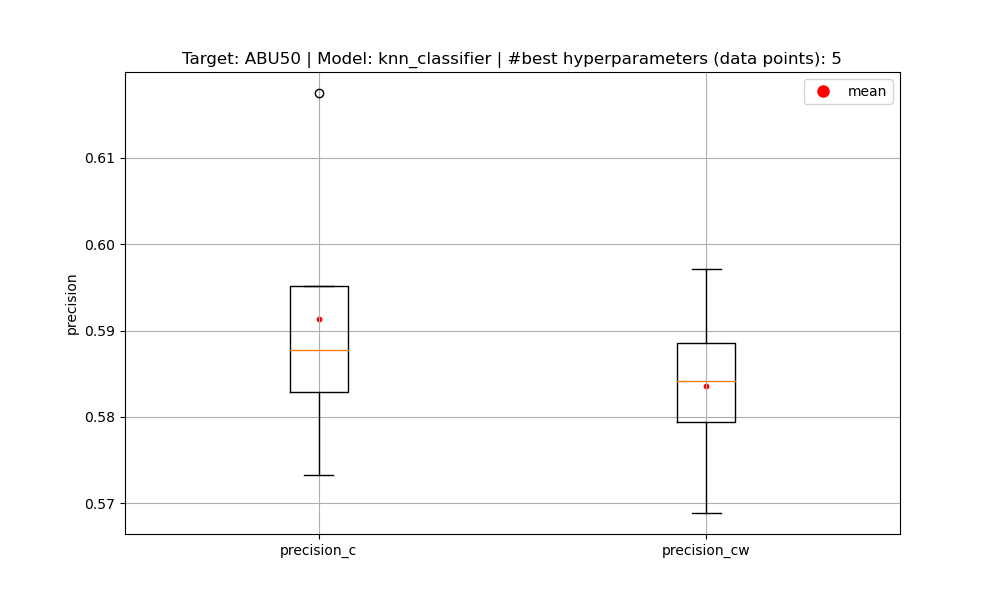 Target: ABU50 | Model: knn_classifier | #best hyperparameters (data points): 5
mean
0.61
0.60
0.59
0.58
0.57
precision
precision_c
precision_cw